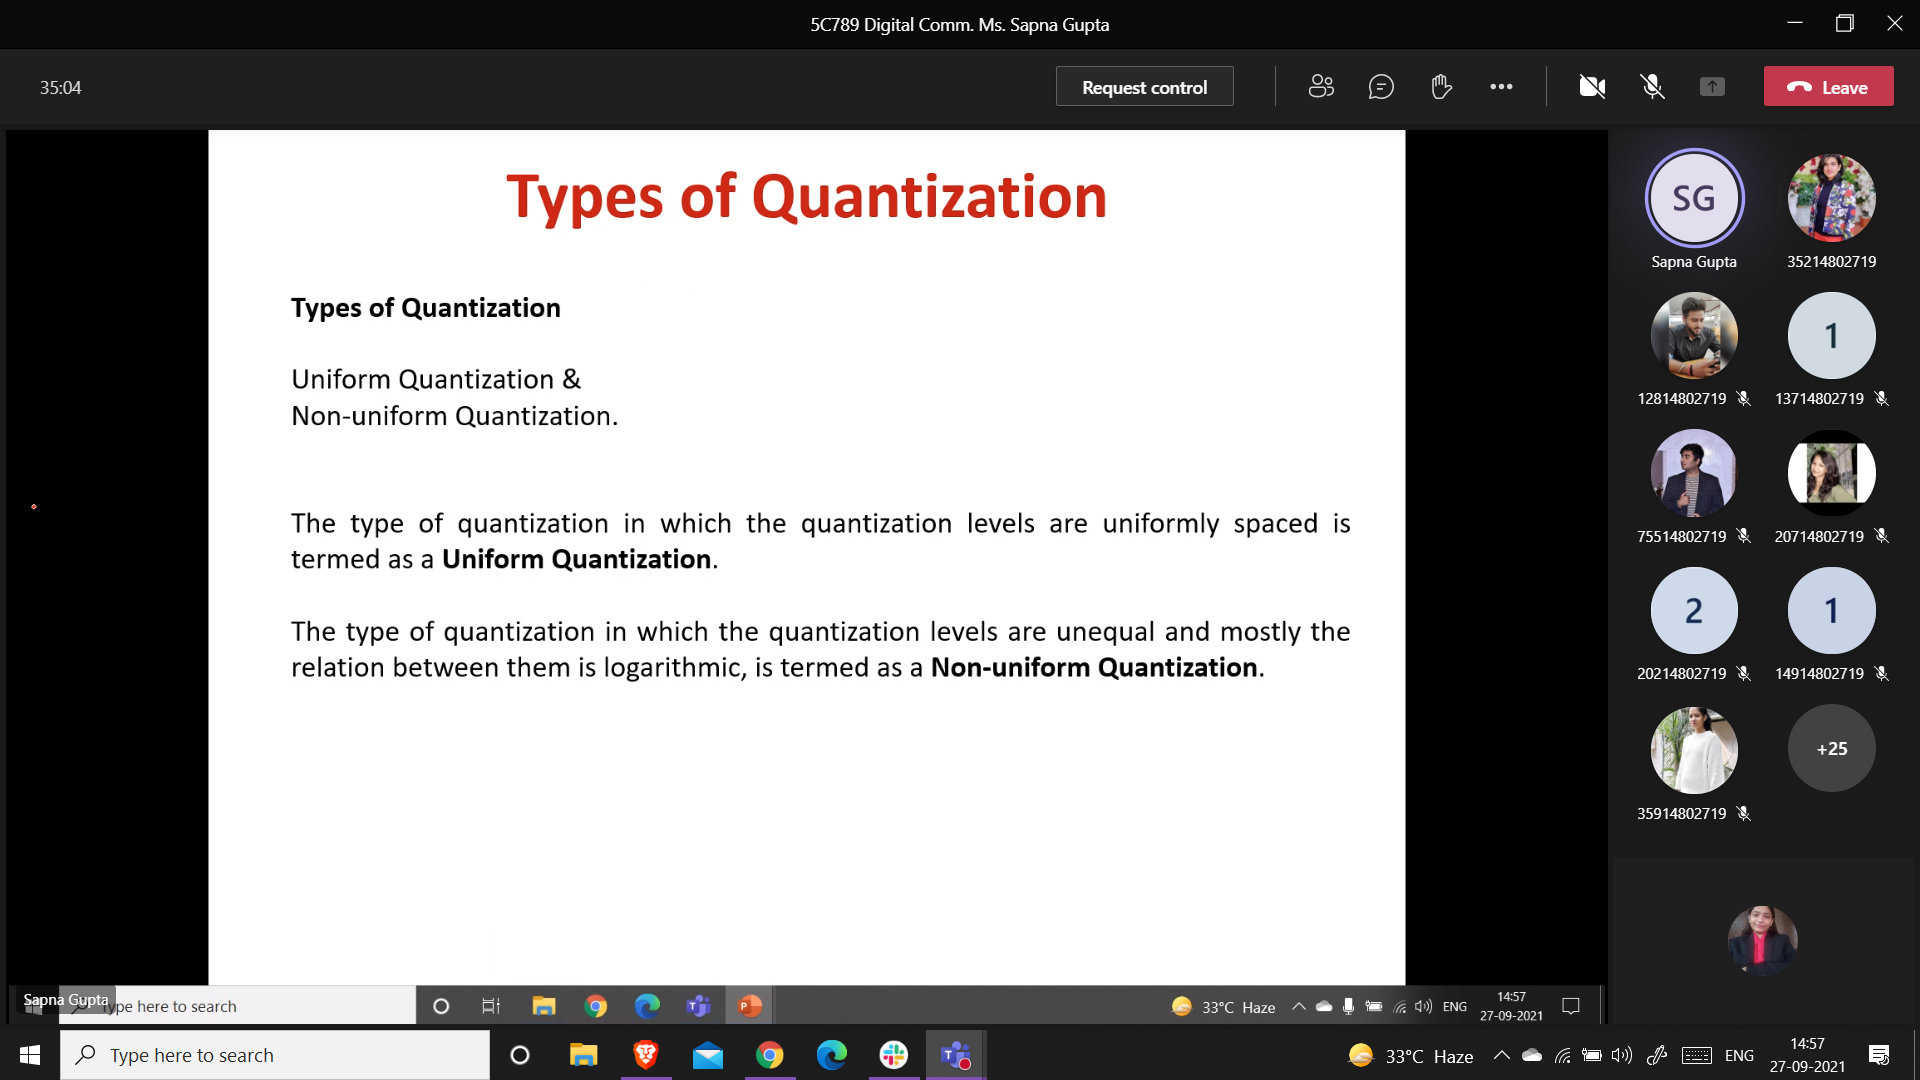 5C789 Digital Comm. Ms. Sapna Gupta
35:04
Request control
Leave
Types of Quantization
Types of Quantization
Uniform Quantization &
Non-uniform Quantization.
The type of quantization in which the quantization levels are uniformly spaced is
termed as a Uniform Quantization.
The type of quantization in which the quantization levels are unequal and mostly the
relation between them is logarithmic, is termed as a Non-uniform Quantization.
SG
Sapna Gupta
35214802719
12814802719
1
13714802719
75514802719
20714802719
2
20214802719
1
14914802719
35914802719
+25
Sapna Gupta
Type here to search
33°C Haze
ENG
14:57
27-09-2021
Type here to search
33°C Haze
ENG
14:57
27-09-2021